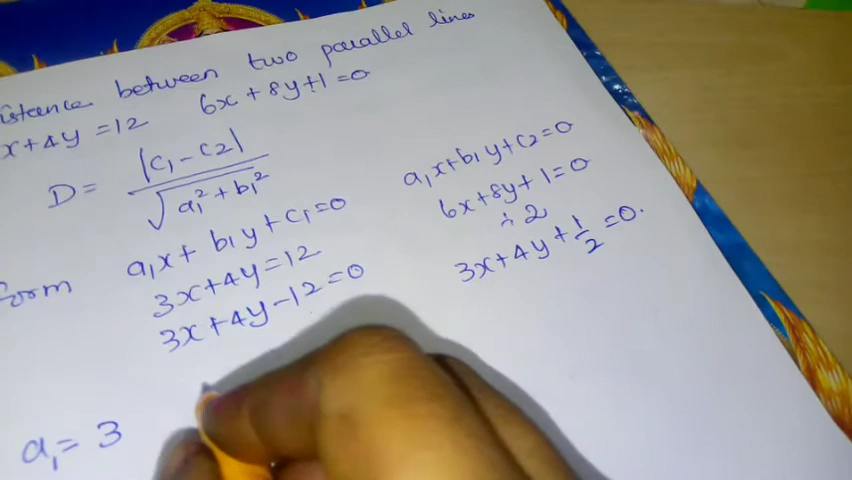 istance between two parallel lines
x + 4y = 12 6x + 8y + 1 = 0
D = |c₁ - c₂| / √(a₁² + b₁²)
form a₁x + b₁y + c₁ = 0
3x + 4y = 12
3x + 4y - 12 = 0
a₁x + b₁y + c₂ = 0
6x + 8y + 1 = 0
÷ 2
3x + 4y + 1/2 = 0.
a₁ = 3